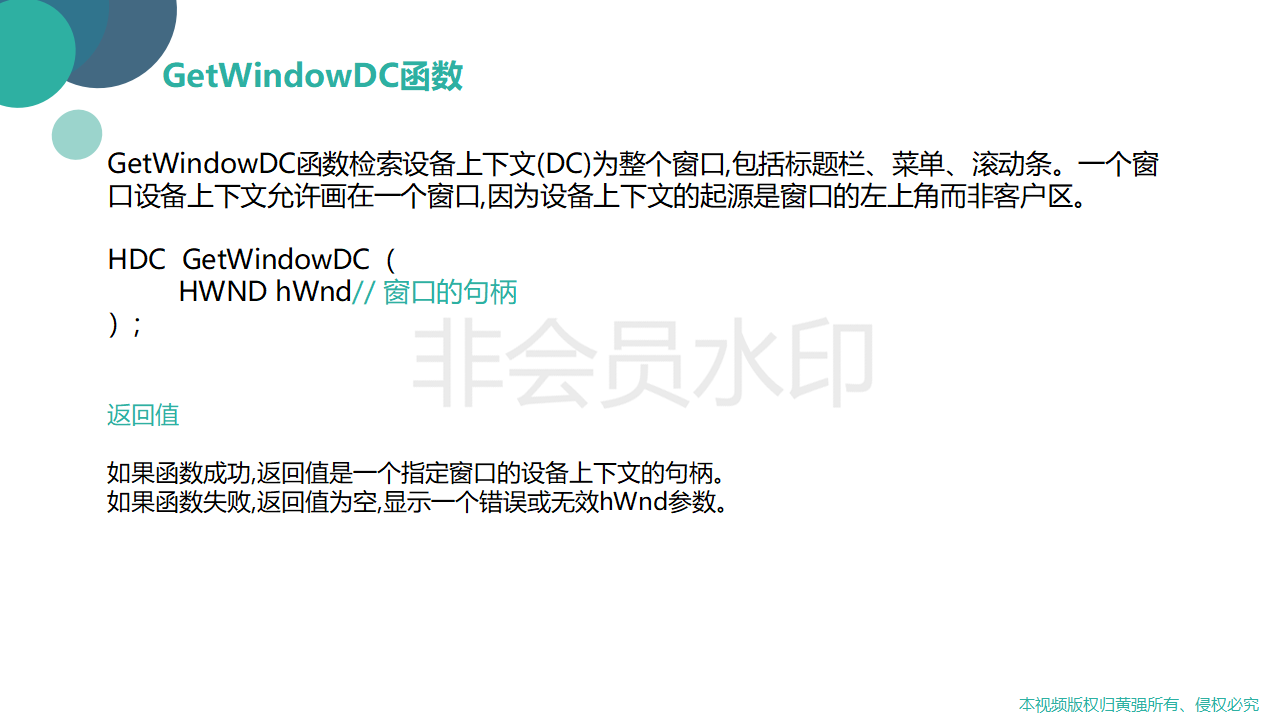 GetWindowDC函数
GetWindowDC函数检索设备上下文(DC)为整个窗口,包括标题栏、菜单、滚动条。一个窗
口设备上下文允许画在一个窗口,因为设备上下文的起源是窗口的左上角而非客户区。
HDC GetWindowDC（
HWND hWnd// 窗口的句柄
）;
非会员水印
返回值
如果函数成功,返回值是一个指定窗口的设备上下文的句柄。
如果函数失败,返回值为空,显示一个错误或无效hWnd参数。
本视频版权归黄强所有、侵权必究